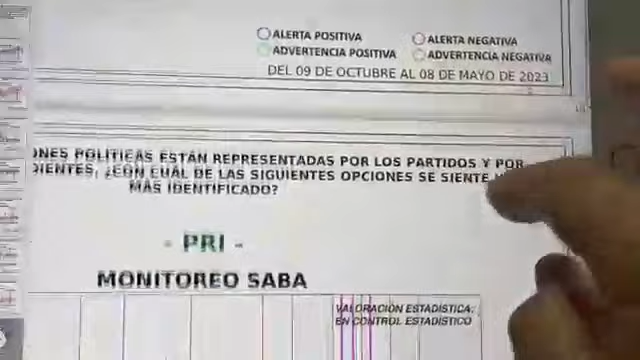 ALERTA POSITIVA ALERTA NEGATIVA
ADVERTENCIA POSITIVA ADVERTENCIA NEGATIVA
DEL 09 DE OCTUBRE AL 08 DE MAYO DE 2023
ONES POLÍTICAS ESTÁN REPRESENTADAS POR LOS PARTIDOS Y POR
DIENTES, ¿CON CUÁL DE LAS SIGUIENTES OPCIONES SE SIENTE
MÁS IDENTIFICADO?
- PRI -
MONITOREO SABA
VALORACIÓN ESTADÍSTICA:
EN CONTROL ESTADÍSTICO